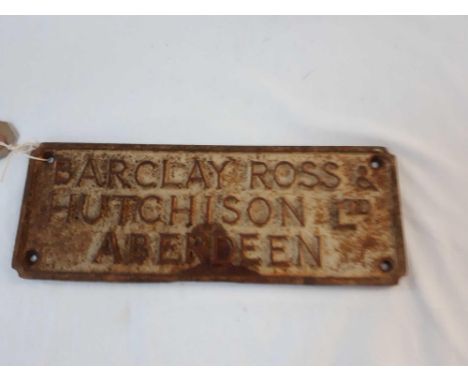 BARCLAY ROSS &
HUTCHISON LTD
ABERDEEN